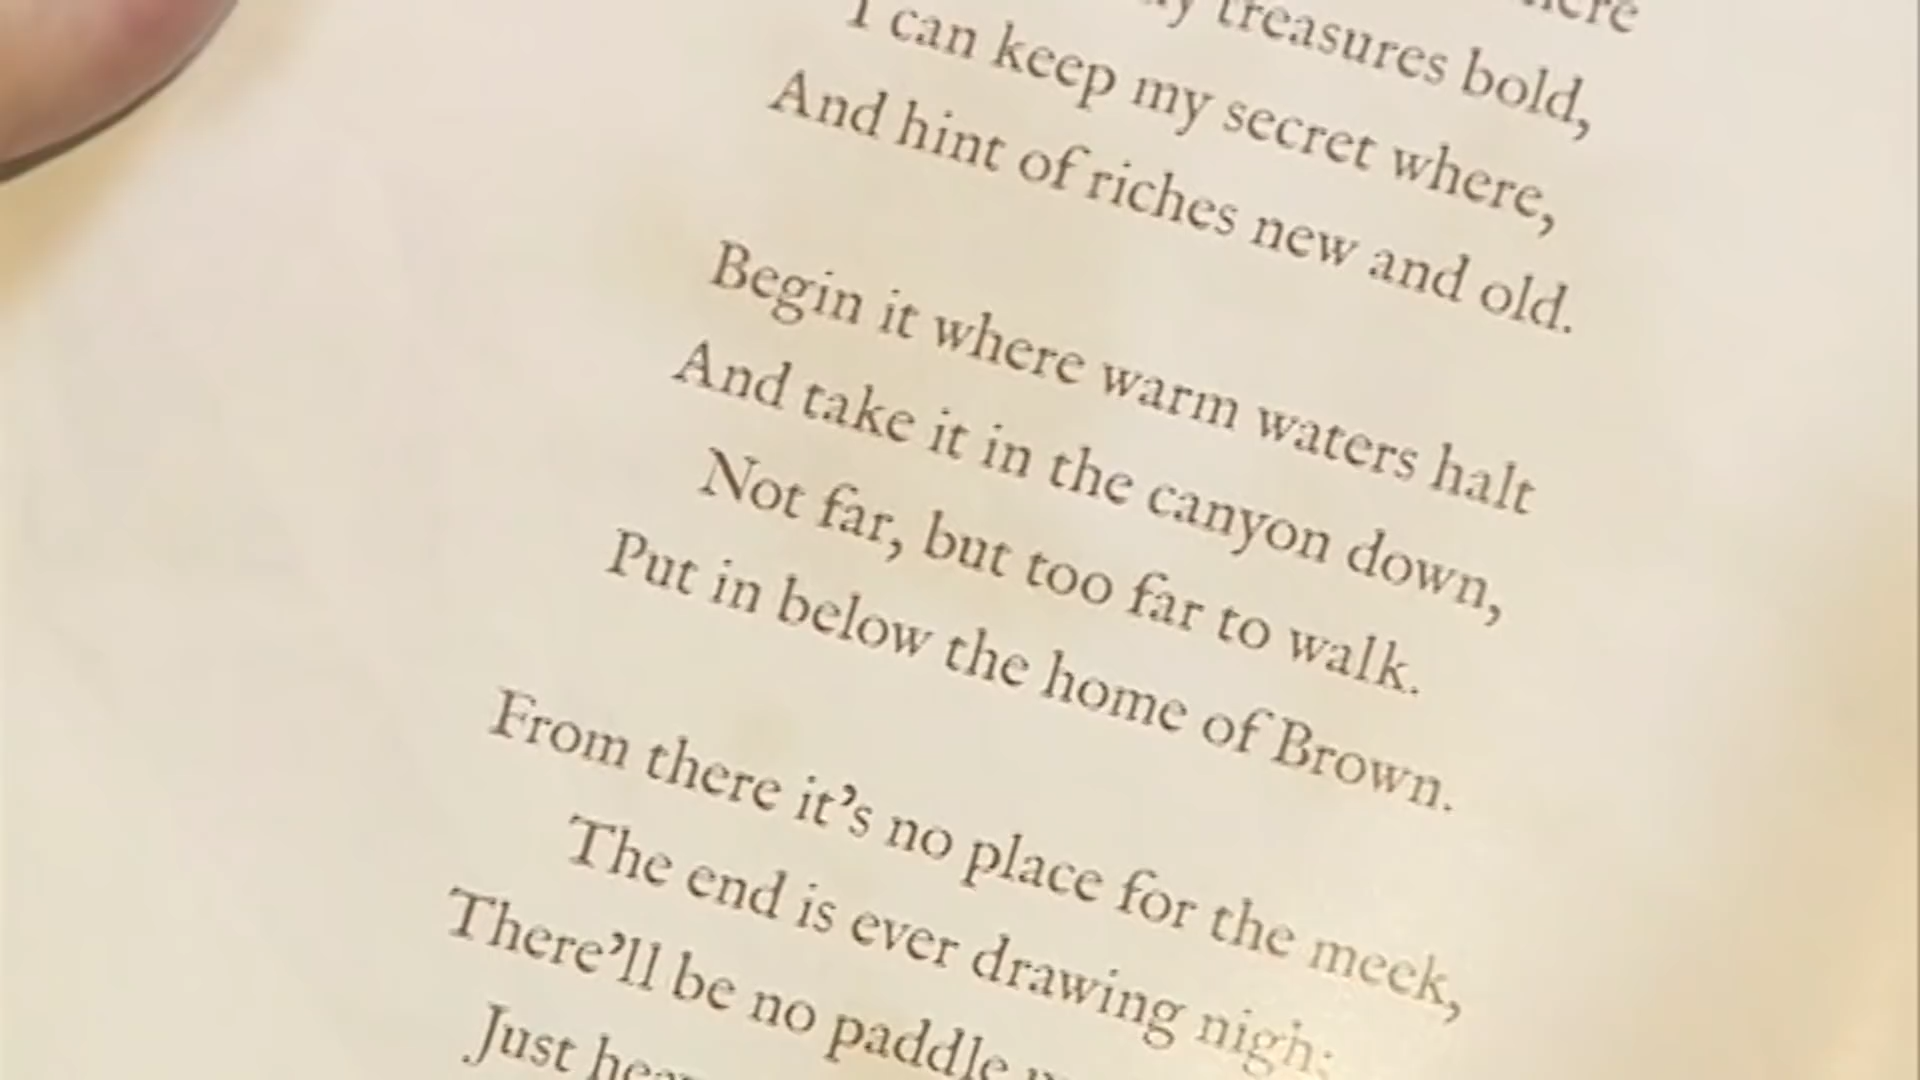 treasures bold,
I can keep my secret where,
And hint of riches new and old.
Begin it where warm waters halt
And take it in the canyon down,
Not far, but too far to walk.
Put in below the home of Brown.
From there it's no place for the meek,
The end is ever drawing nigh;
There'll be no paddle
Just